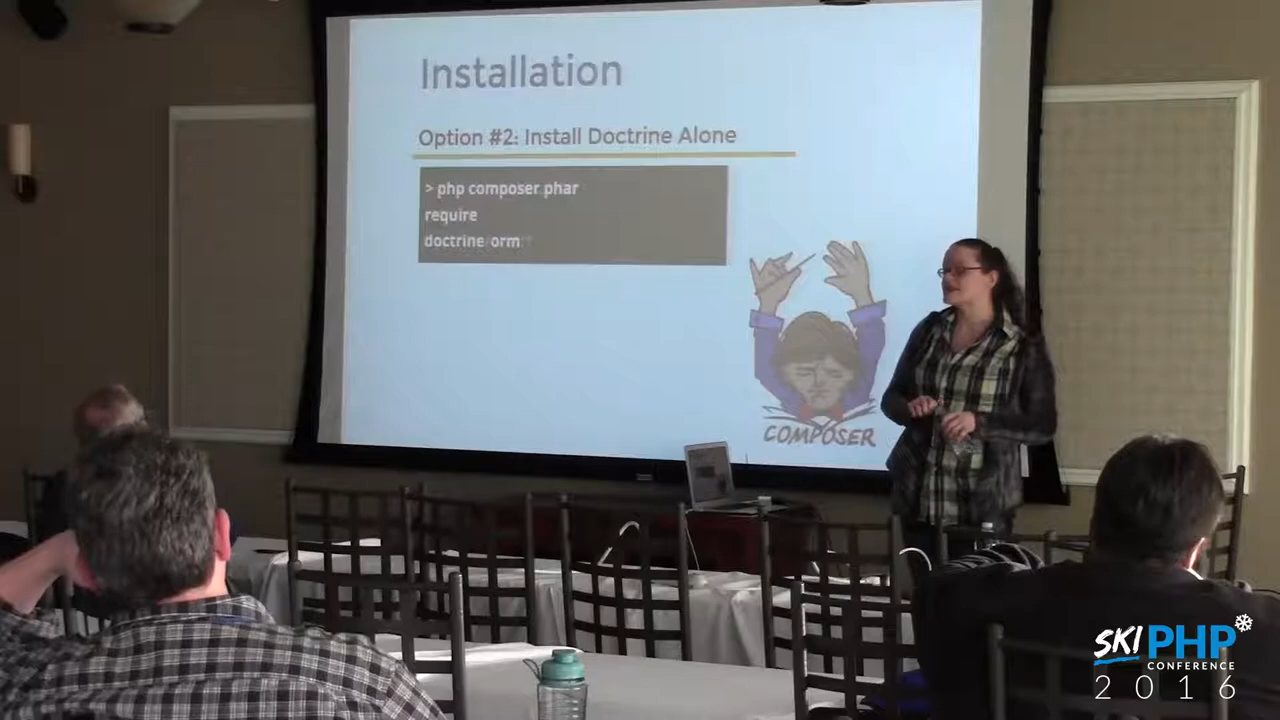 Installation
Option #2: Install Doctrine Alone
> php composer.phar
require
doctrine/orm
COMPOSER
SKI PHP
CONFERENCE
2016